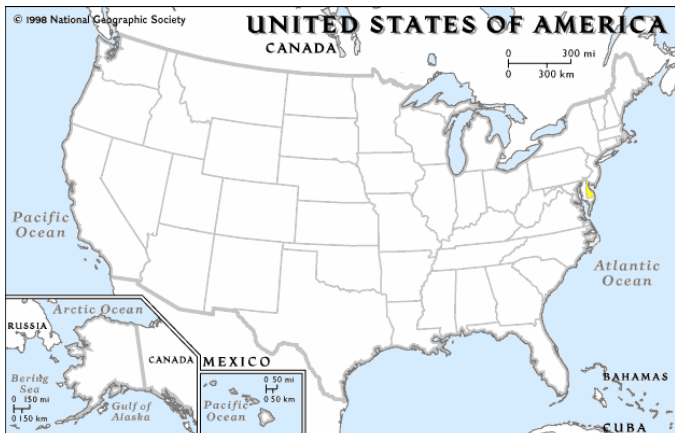 © 1998 National Geographic Society
UNITED STATES OF AMERICA
CANADA
0 300 mi
0 300 km
Pacific
Ocean
Atlantic
Ocean
Arctic Ocean
RUSSIA
CANADA
Bering
Sea
0 150 mi
0 150 km
Gulf of
Alaska
MEXICO
0 50 mi
0 50 km
Pacific
Ocean
BAHAMAS
CUBA